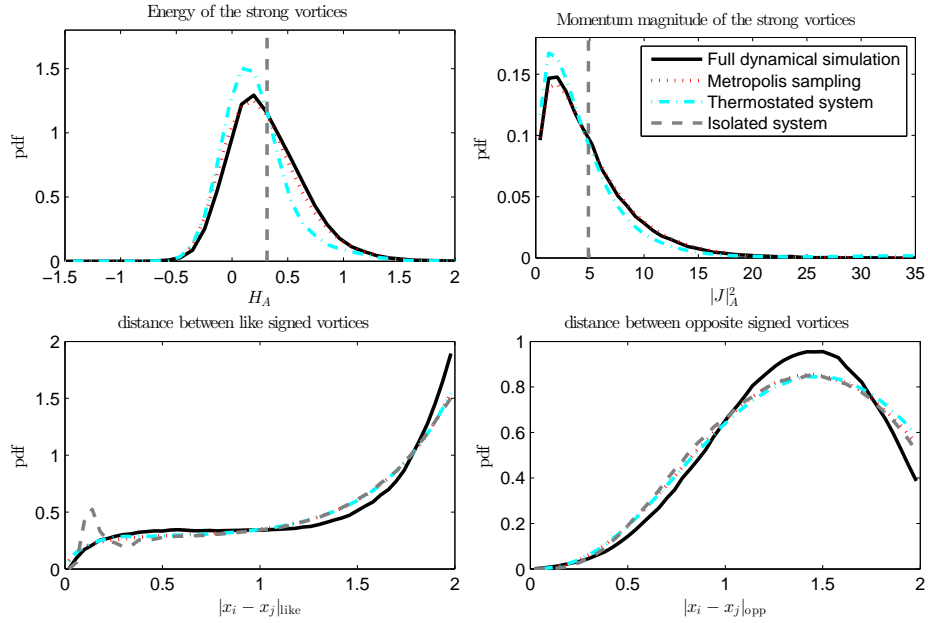 Energy of the strong vortices
pdf
1.5
1
0.5
0
−1.5 −1 −0.5 0 0.5 1 1.5 2
H_A
Momentum magnitude of the strong vortices
pdf
0.15
0.1
0.05
0
0 5 10 15 20 25 30 35
|J|²_A
Full dynamical simulation
Metropolis sampling
Thermostated system
Isolated system
distance between like signed vortices
pdf
2
1.5
1
0.5
0
0 0.5 1 1.5 2
|x_i − x_j|_like
distance between opposite signed vortices
pdf
1
0.8
0.6
0.4
0.2
0
0 0.5 1 1.5 2
|x_i − x_j|_opp